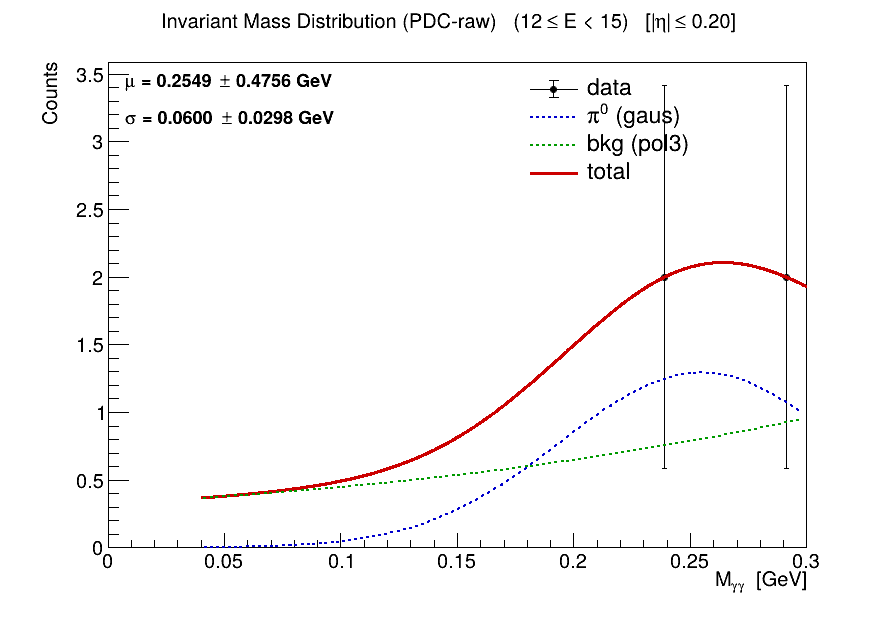 Invariant Mass Distribution (PDC-raw) (12 ≤ E < 15) [|η| ≤ 0.20]
Counts
3.5
3
2.5
2
1.5
1
0.5
0
μ = 0.2549 ± 0.4756 GeV
σ = 0.0600 ± 0.0298 GeV
data
π⁰ (gaus)
bkg (pol3)
total
0 0.05 0.1 0.15 0.2 0.25 0.3
M_γγ [GeV]